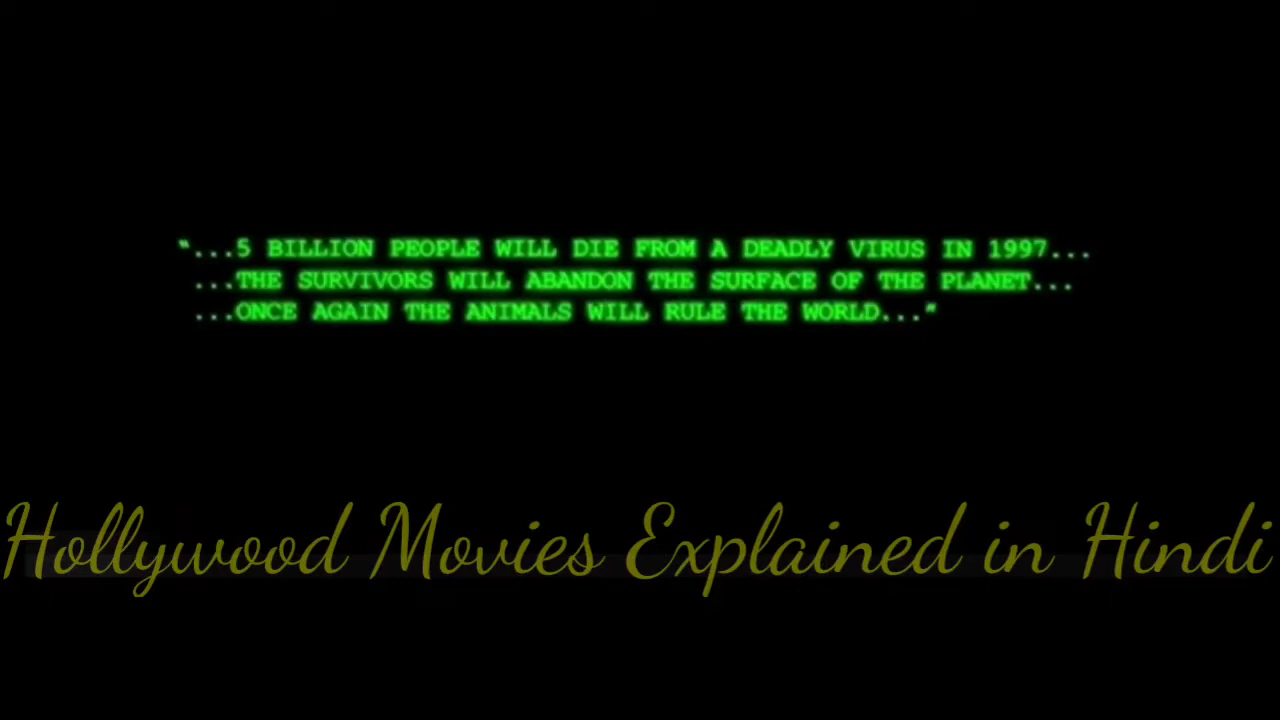 "...5 BILLION PEOPLE WILL DIE FROM A DEADLY VIRUS IN 1997...
...THE SURVIVORS WILL ABANDON THE SURFACE OF THE PLANET...
...ONCE AGAIN THE ANIMALS WILL RULE THE WORLD..."
Hollywood Movies Explained in Hindi